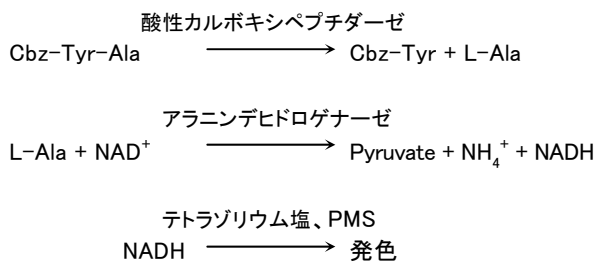 酸性カルボキシペプチダーゼ
Cbz-Tyr-Ala → Cbz-Tyr + L-Ala
アラニンデヒドロゲナーゼ
L-Ala + NAD⁺ → Pyruvate + NH₄⁺ + NADH
テトラゾリウム塩、PMS
NADH → 発色